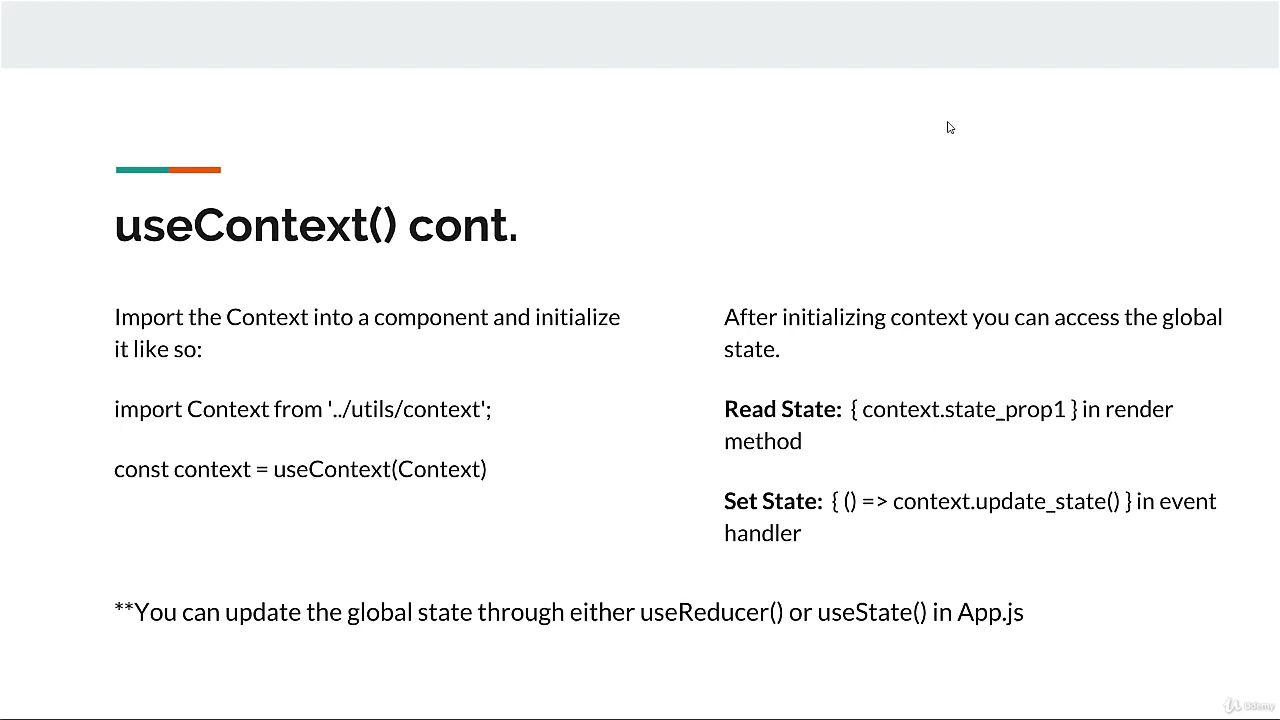 useContext() cont.
Import the Context into a component and initialize
it like so:
import Context from '../utils/context';
const context = useContext(Context)
After initializing context you can access the global
state.
Read State: { context.state_prop1 } in render
method
Set State: { () => context.update_state() } in event
handler
**You can update the global state through either useReducer() or useState() in App.js
Udemy